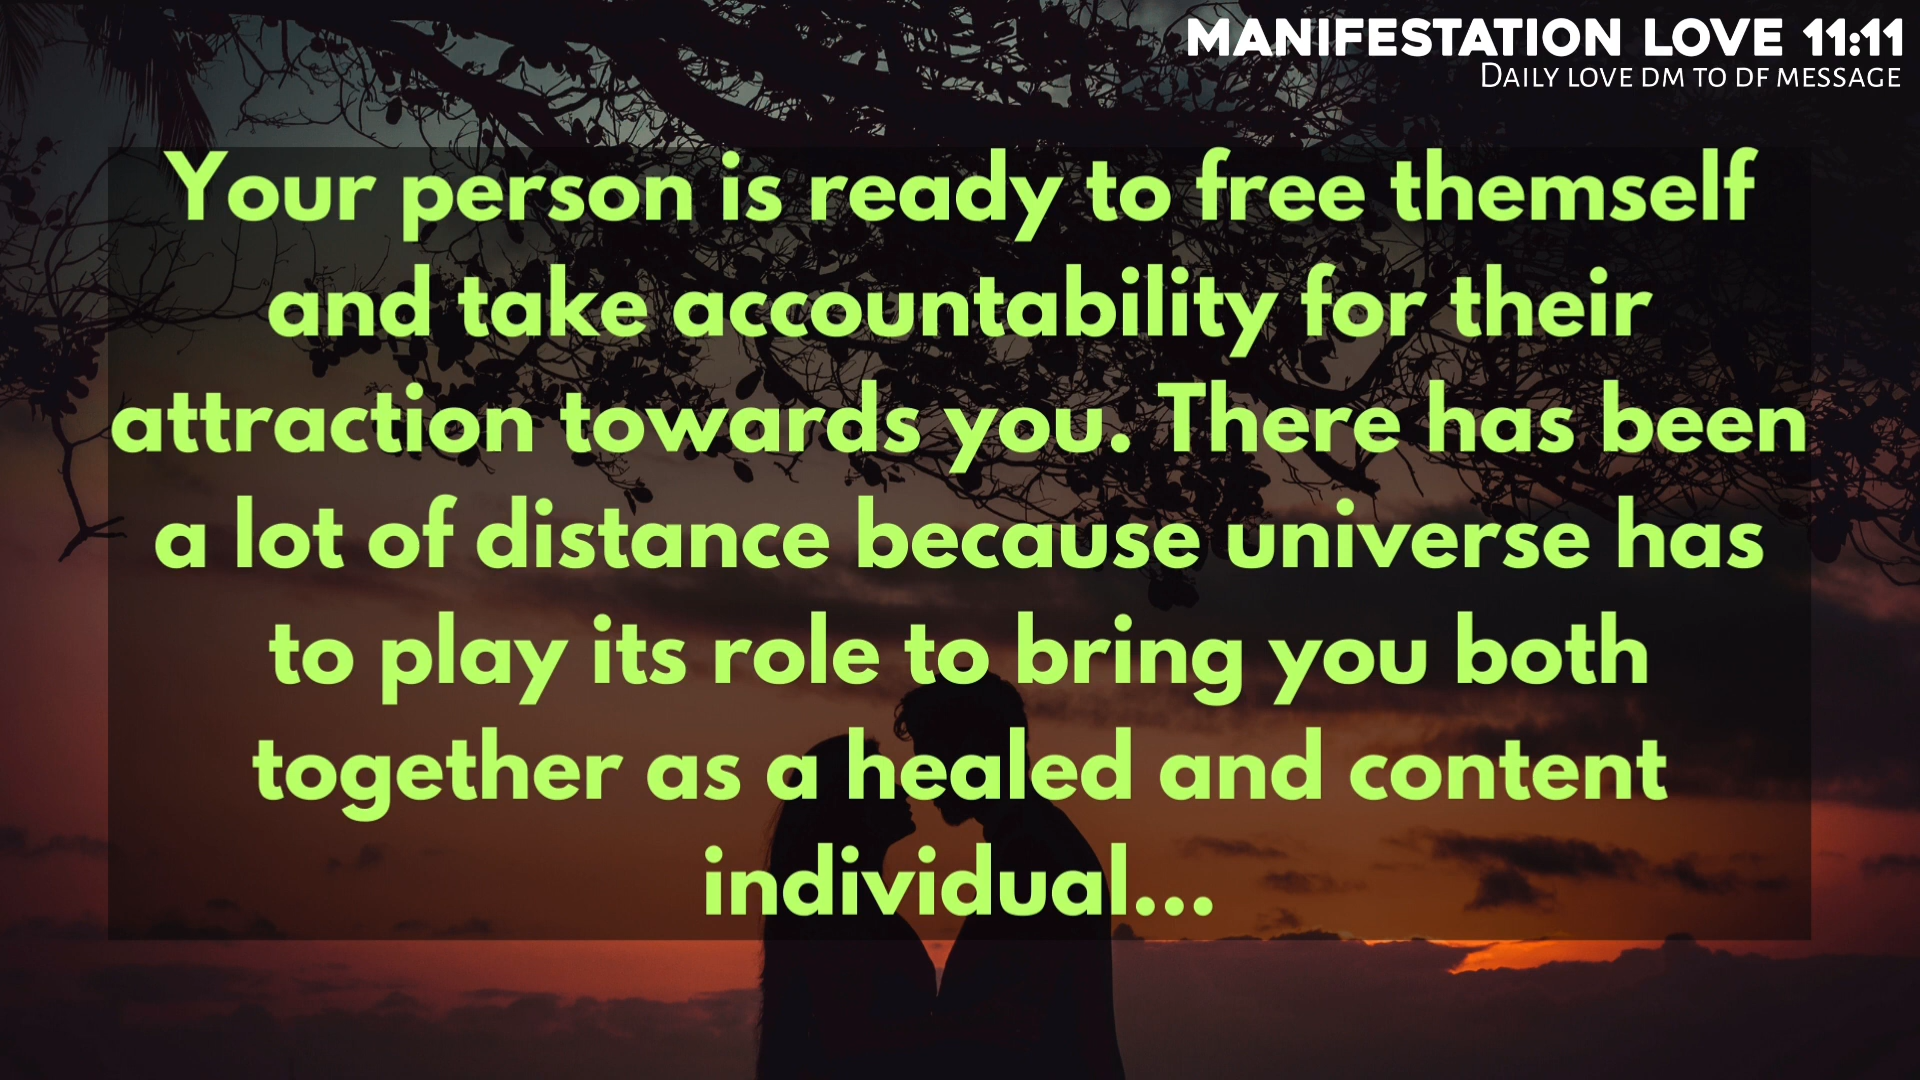 MANIFESTATION LOVE 11:11
DAILY LOVE DM TO DF MESSAGE
Your person is ready to free themself
and take accountability for their
attraction towards you. There has been
a lot of distance because universe has
to play its role to bring you both
together as a healed and content
individual...